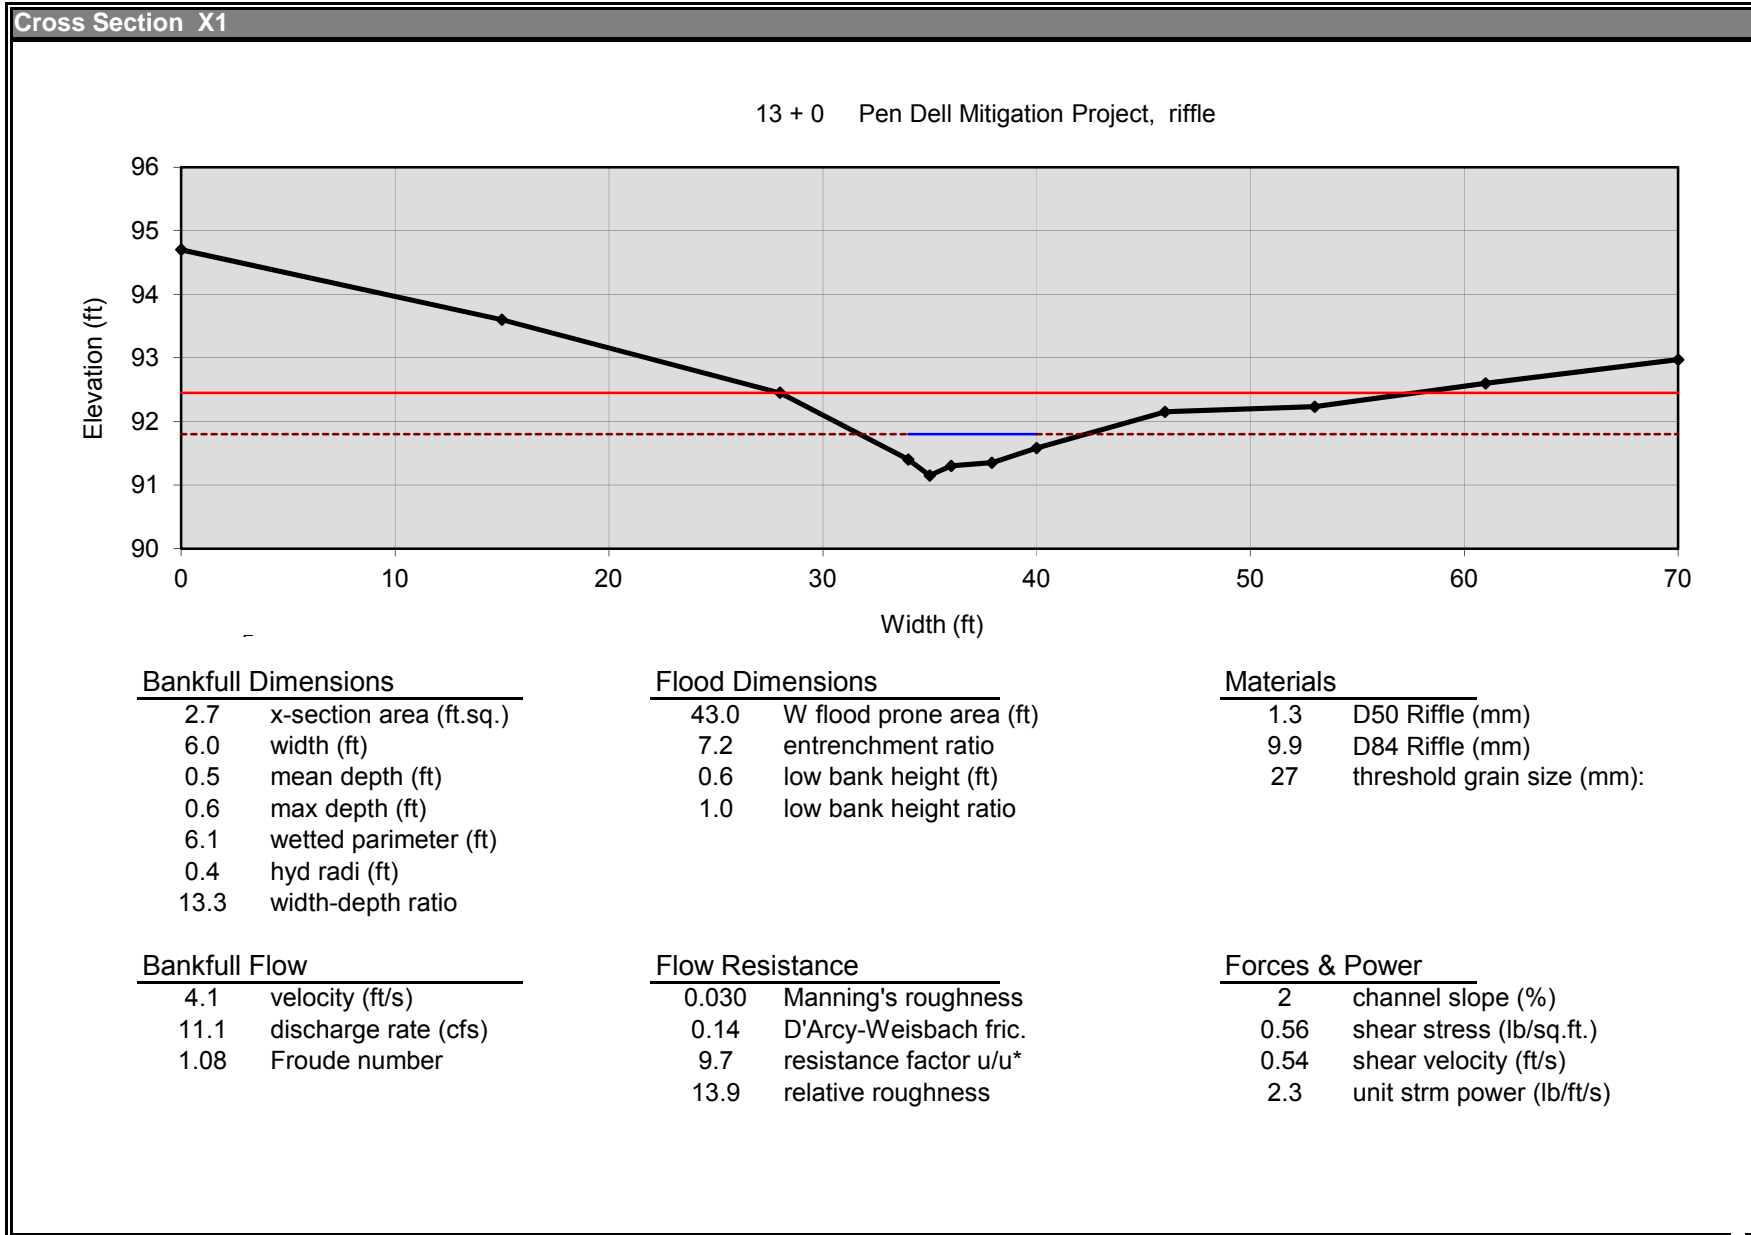 Cross Section X1
13 + 0 Pen Dell Mitigation Project, riffle
96
95
94
93
92
91
90
Elevation (ft)
0 10 20 30 40 50 60 70
Width (ft)
Bankfull Dimensions
2.7 x-section area (ft.sq.)
6.0 width (ft)
0.5 mean depth (ft)
0.6 max depth (ft)
6.1 wetted parimeter (ft)
0.4 hyd radi (ft)
13.3 width-depth ratio
Flood Dimensions
43.0 W flood prone area (ft)
7.2 entrenchment ratio
0.6 low bank height (ft)
1.0 low bank height ratio
Materials
1.3 D50 Riffle (mm)
9.9 D84 Riffle (mm)
27 threshold grain size (mm):
Bankfull Flow
4.1 velocity (ft/s)
11.1 discharge rate (cfs)
1.08 Froude number
Flow Resistance
0.030 Manning's roughness
0.14 D'Arcy-Weisbach fric.
9.7 resistance factor u/u*
13.9 relative roughness
Forces & Power
2 channel slope (%)
0.56 shear stress (lb/sq.ft.)
0.54 shear velocity (ft/s)
2.3 unit strm power (lb/ft/s)